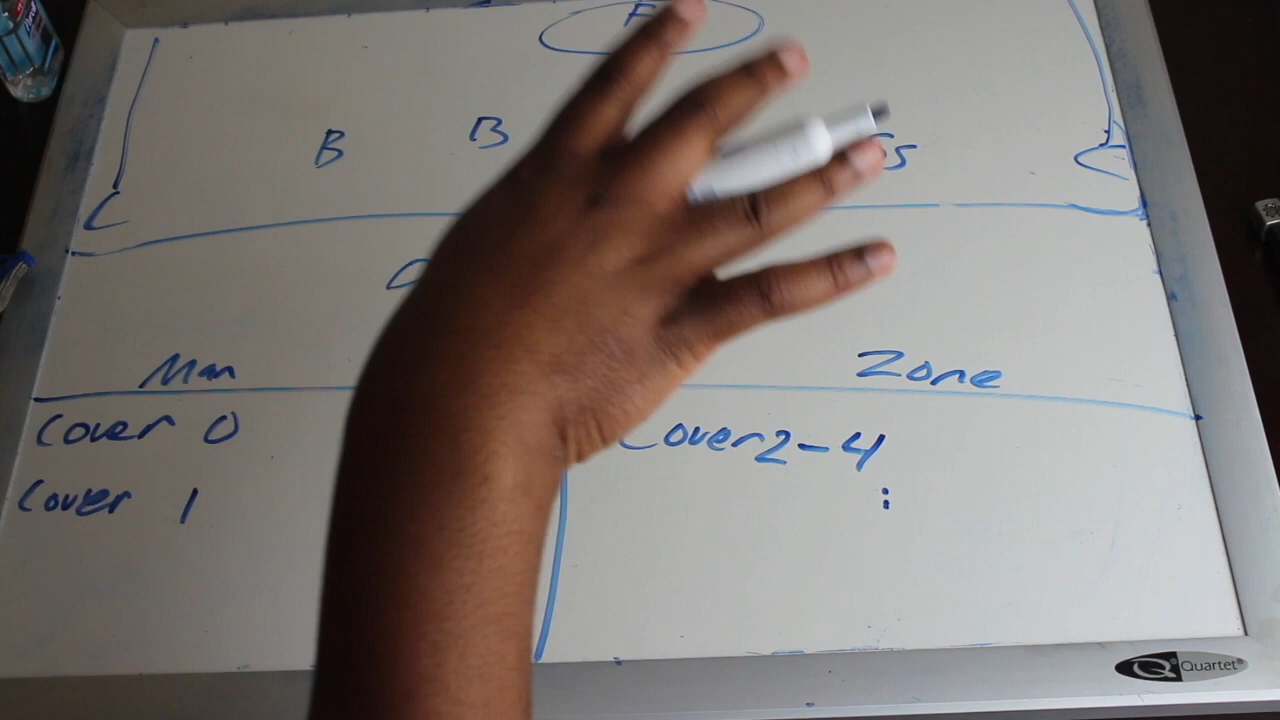 F
B B S
C C
Man Zone
Cover 0 Cover 2-4
Cover 1 :
Q Quartet